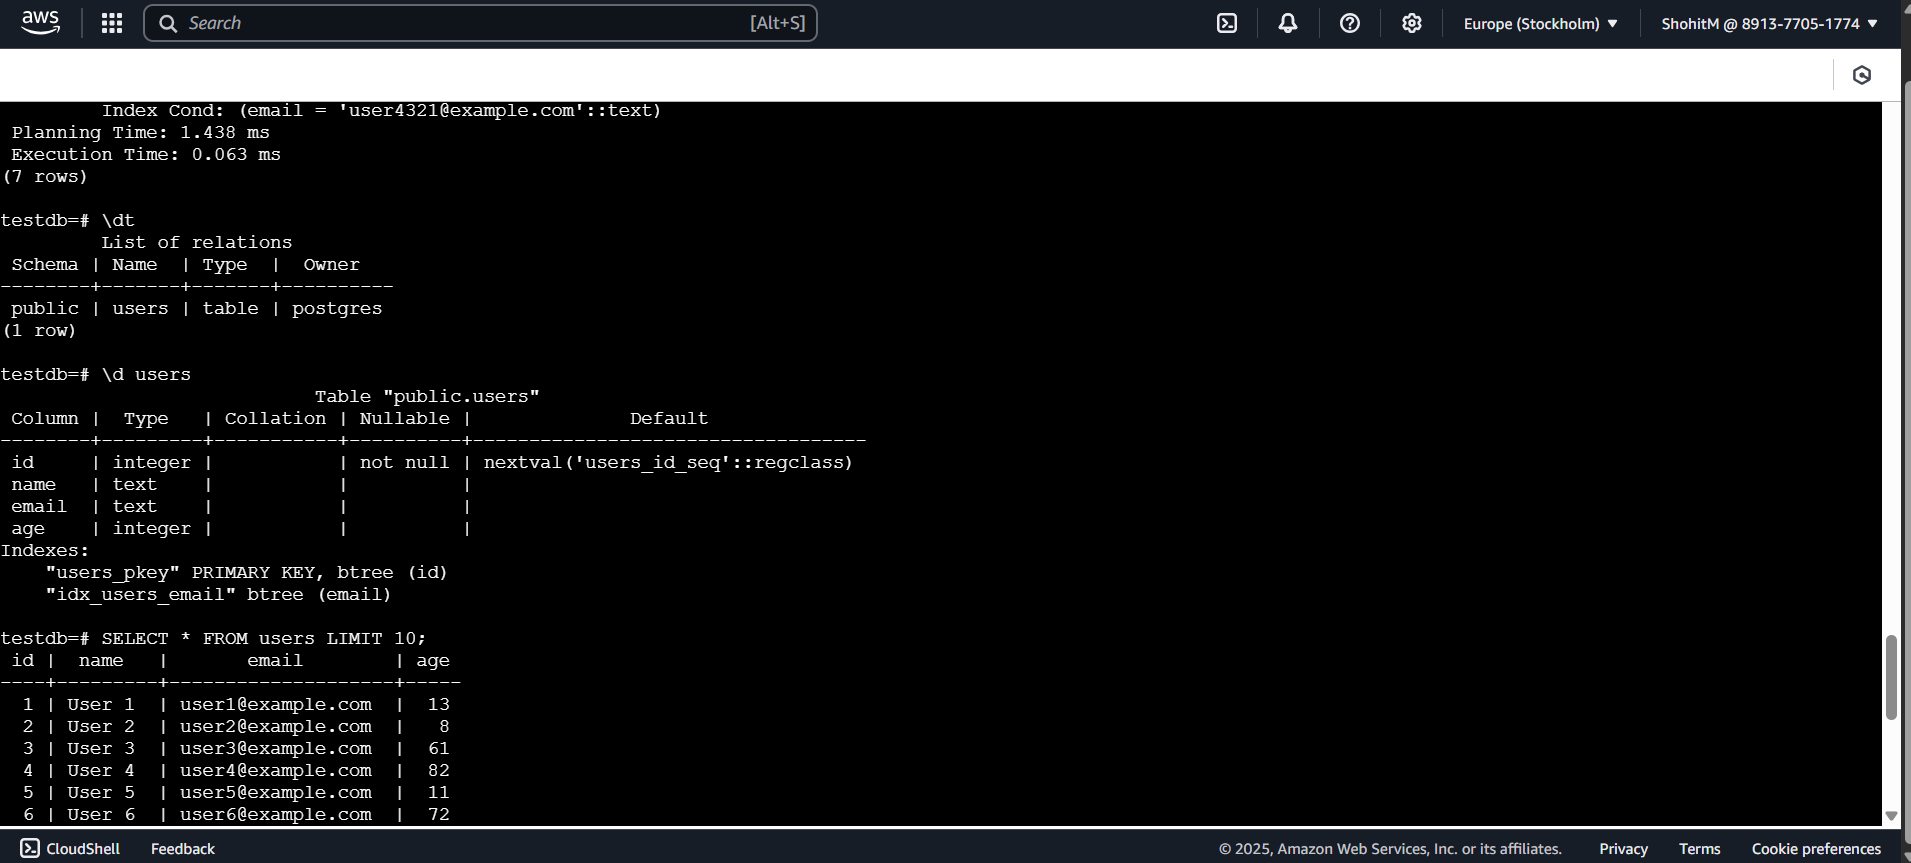 aws Search [Alt+S] Europe (Stockholm) ShohitM @ 8913-7705-1774
        Index Cond: (email = 'user4321@example.com'::text)
Planning Time: 1.438 ms
Execution Time: 0.063 ms
(7 rows)
testdb=# \dt
         List of relations
 Schema | Name  | Type  |  Owner
--------+-------+-------+----------
 public | users | table | postgres
(1 row)
testdb=# \d users
                            Table "public.users"
 Column |  Type   | Collation | Nullable |              Default
--------+---------+-----------+----------+-----------------------------------
 id     | integer |           | not null | nextval('users_id_seq'::regclass)
 name   | text    |           |          |
 email  | text    |           |          |
 age    | integer |           |          |
Indexes:
    "users_pkey" PRIMARY KEY, btree (id)
    "idx_users_email" btree (email)
testdb=# SELECT * FROM users LIMIT 10;
 id |  name   |       email        | age
----+---------+--------------------+-----
  1 | User 1  | user1@example.com  |  13
  2 | User 2  | user2@example.com  |   8
  3 | User 3  | user3@example.com  |  61
  4 | User 4  | user4@example.com  |  82
  5 | User 5  | user5@example.com  |  11
  6 | User 6  | user6@example.com  |  72
CloudShell Feedback © 2025, Amazon Web Services, Inc. or its affiliates. Privacy Terms Cookie preferences